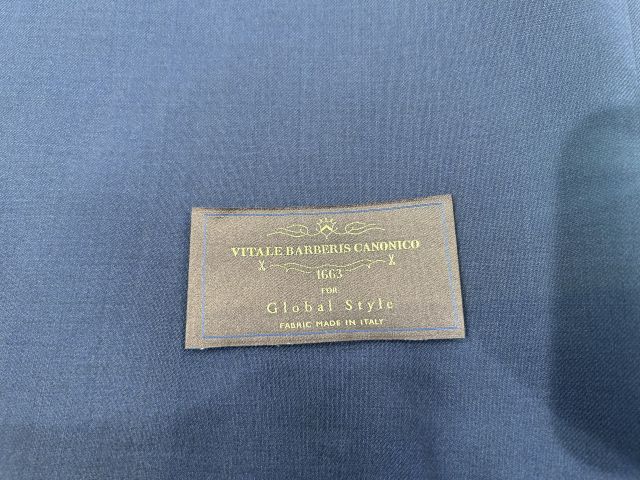 VITALE BARBERIS CANONICO
1663
FOR
Global Style
FABRIC MADE IN ITALY